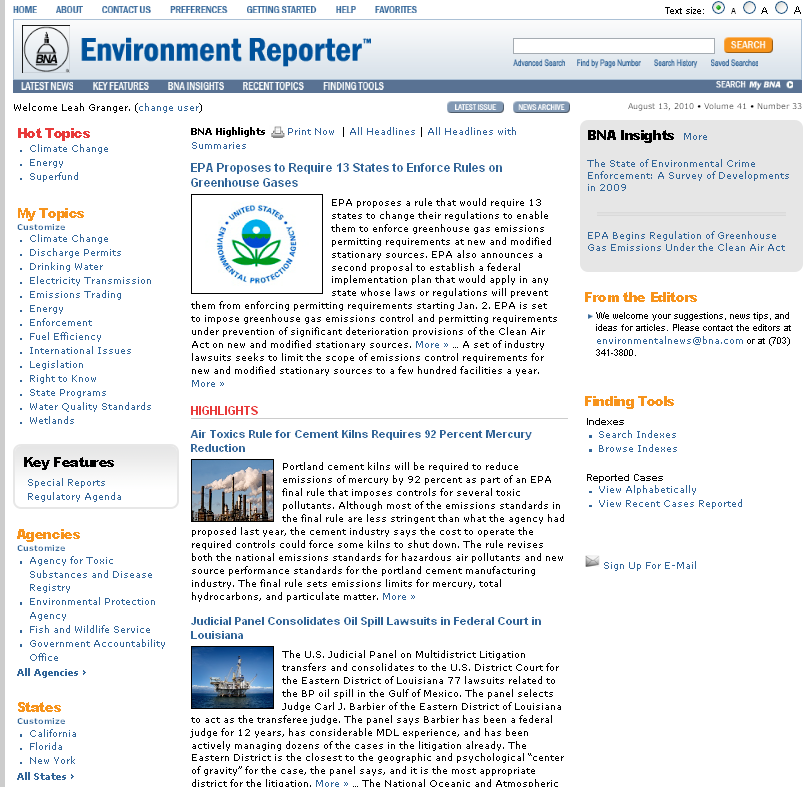 HOME ABOUT CONTACT US PREFERENCES GETTING STARTED HELP FAVORITES
Text size: A A A
BNA
Environment Reporter™
SEARCH
Advanced Search Find by Page Number Search History Saved Searches
LATEST NEWS KEY FEATURES BNA INSIGHTS RECENT TOPICS FINDING TOOLS
SEARCH My BNA
Welcome Leah Granger. (change user)
LATEST ISSUE NEWS ARCHIVE
August 13, 2010 • Volume 41 • Number 33
Hot Topics
Climate Change
Energy
Superfund
My Topics
Customize
Climate Change
Discharge Permits
Drinking Water
Electricity Transmission
Emissions Trading
Energy
Enforcement
Fuel Efficiency
International Issues
Legislation
Right to Know
State Programs
Water Quality Standards
Wetlands
Key Features
Special Reports
Regulatory Agenda
Agencies
Customize
Agency for Toxic
Substances and Disease
Registry
Environmental Protection
Agency
Fish and Wildlife Service
Government Accountability
Office
All Agencies ›
States
Customize
California
Florida
New York
All States ›
BNA Highlights Print Now | All Headlines | All Headlines with
Summaries
EPA Proposes to Require 13 States to Enforce Rules on
Greenhouse Gases
UNITED STATES
ENVIRONMENTAL PROTECTION AGENCY
EPA proposes a rule that would require 13
states to change their regulations to enable
them to enforce greenhouse gas emissions
permitting requirements at new and modified
stationary sources. EPA also announces a
second proposal to establish a federal
implementation plan that would apply in any
state whose laws or regulations will prevent
them from enforcing permitting requirements starting Jan. 2. EPA is
set to impose greenhouse gas emissions control and permitting requirements
under prevention of significant deterioration provisions of the Clean Air
Act on new and modified stationary sources. More » … A set of industry
lawsuits seeks to limit the scope of emissions control requirements for
new and modified stationary sources to a few hundred facilities a year.
More »
HIGHLIGHTS
Air Toxics Rule for Cement Kilns Requires 92 Percent Mercury
Reduction
Portland cement kilns will be required to reduce
emissions of mercury by 92 percent as part of an EPA
final rule that imposes controls for several toxic
pollutants. Although most of the emissions standards in
the final rule are less stringent than what the agency had
proposed last year, the cement industry says the cost to operate the
required controls could force some kilns to shut down. The rule revises
both the national emissions standards for hazardous air pollutants and new
source performance standards for the portland cement manufacturing
industry. The final rule sets emissions limits for mercury, total
hydrocarbons, and particulate matter. More »
Judicial Panel Consolidates Oil Spill Lawsuits in Federal Court in
Louisiana
The U.S. Judicial Panel on Multidistrict Litigation
transfers and consolidates to the U.S. District Court for
the Eastern District of Louisiana 77 lawsuits related to
the BP oil spill in the Gulf of Mexico. The panel selects
Judge Carl J. Barbier of the Eastern District of Louisiana
to act as the transferee judge. The panel says Barbier has been a federal
judge for 12 years, has considerable MDL experience, and has been
actively managing dozens of the cases in the litigation already. The
Eastern District is the closest to the geographic and psychological “center
of gravity” for the case, the panel says, and it is the most appropriate
district for the litigation. More » … The National Oceanic and Atmospheric
BNA Insights More
The State of Environmental Crime
Enforcement: A Survey of Developments
in 2009
EPA Begins Regulation of Greenhouse
Gas Emissions Under the Clean Air Act
From the Editors
We welcome your suggestions, news tips, and
ideas for articles. Please contact the editors at
environmentalnews@bna.com or at (703)
341-3800.
Finding Tools
Indexes
Search Indexes
Browse Indexes
Reported Cases
View Alphabetically
View Recent Cases Reported
Sign Up For E-Mail